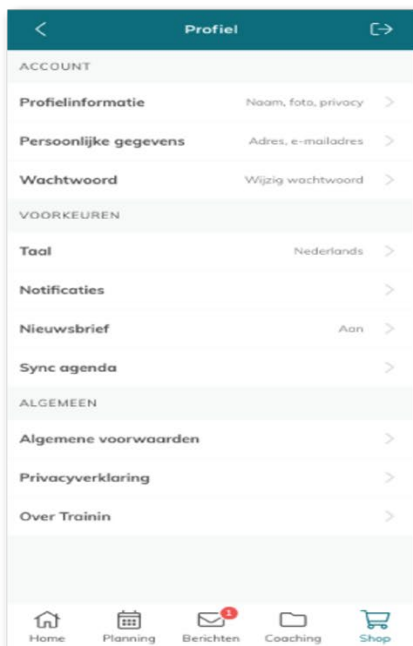 Profiel
ACCOUNT
Profielinformatie Naam, foto, privacy
Persoonlijke gegevens Adres, e-mailadres
Wachtwoord Wijzig wachtwoord
VOORKEUREN
Taal Nederlands
Notificaties
Nieuwsbrief Aan
Sync agenda
ALGEMEEN
Algemene voorwaarden
Privacyverklaring
Over Trainin
1
Home Planning Berichten Coaching Shop